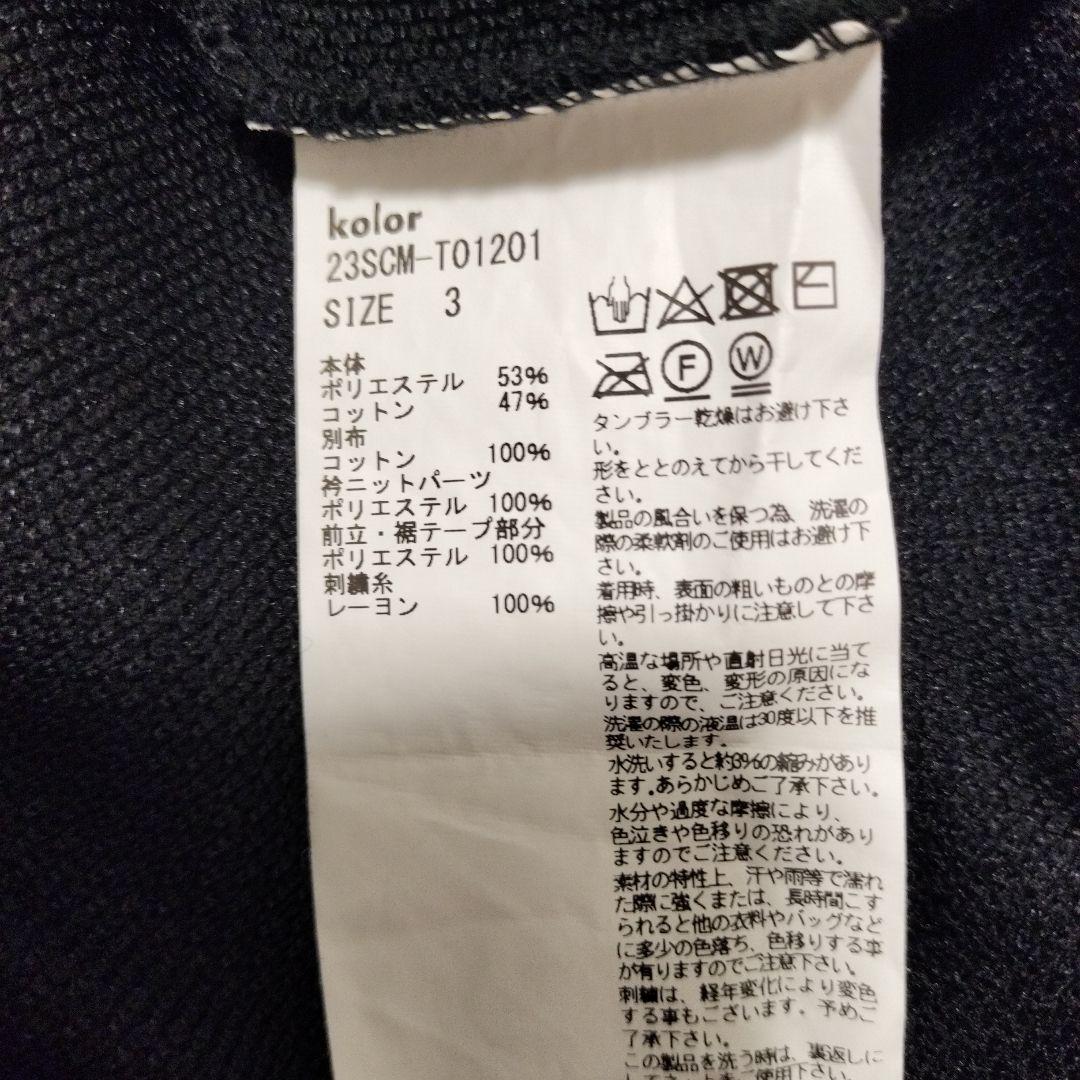 kolor
23SCM-T01201
SIZE 3
本体
ポリエステル 53%
コットン 47%
別布
コットン 100%
衿ニットパーツ
ポリエステル 100%
前立・裾テープ部分
ポリエステル 100%
刺繍糸
レーヨン 100%
F W
タンブラー乾燥はお避け下さ
い。
形をととのえてから干してくだ
さい。
製品の風合いを保つ為、洗濯の
際の柔軟剤のご使用はお避け下
さい。
着用時、表面の粗いものとの摩
擦や引っ掛かりに注意して下さ
い。
高温な場所や直射日光に当て
ると、変色、変形の原因にな
りますので、ご注意ください。
洗濯の際の液温は30度以下を推
奨いたします。
水洗いすると約3%の縮みがあり
ます。あらかじめご了承下さい。
水分や過度な摩擦により、
色泣きや色移りの恐れがあり
ますのでご注意ください。
素材の特性上、汗や雨等で濡れ
た際に強くまたは、長時間こす
られると他の衣料やバッグなど
に多少の色落ち、色移りする事
が有りますのでご注意下さい。
刺繍は、経年変化により変色
する事もございます。予めご
了承下さい。
この製品を洗う時は、裏返しに
してネットをご使用下さい。